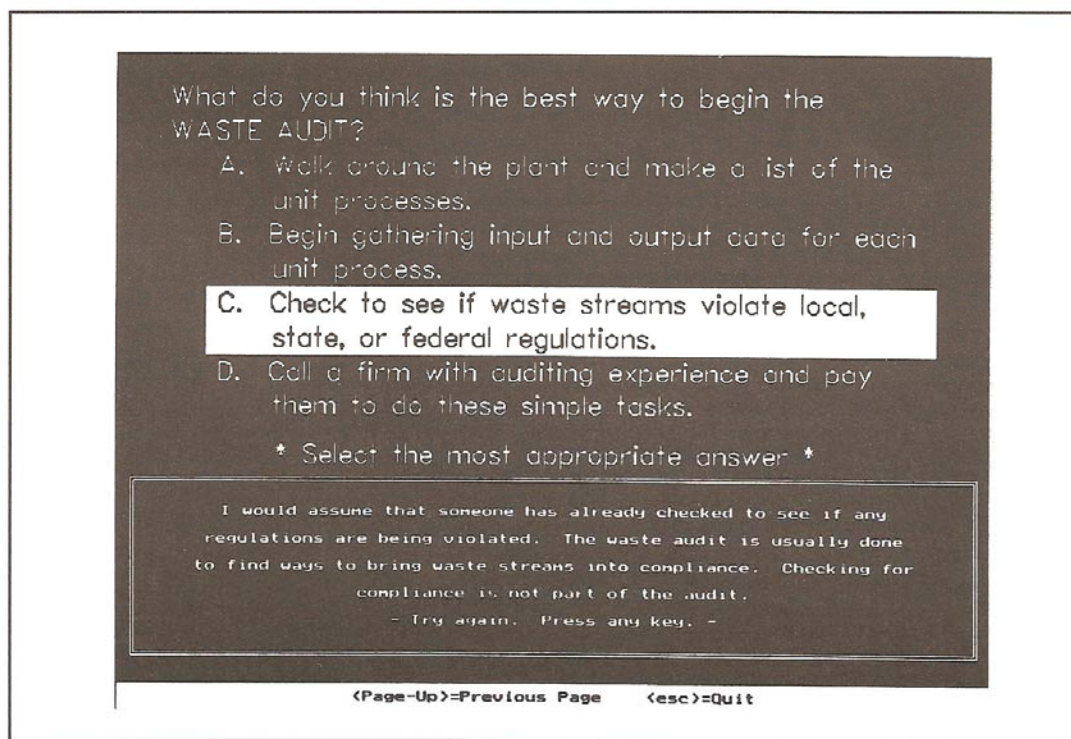 What do you think is the best way to begin the
WASTE AUDIT?
A. Walk around the plant and make a list of the
unit processes.
B. Begin gathering input and output data for each
unit process.
C. Check to see if waste streams violate local,
state, or federal regulations.
D. Call a firm with auditing experience and pay
them to do these simple tasks.
* Select the most appropriate answer *
I would assume that someone has already checked to see if any
regulations are being violated. The waste audit is usually done
to find ways to bring waste streams into compliance. Checking for
compliance is not part of the audit.
- Try again. Press any key. -
<Page-Up>=Previous Page <esc>=Quit